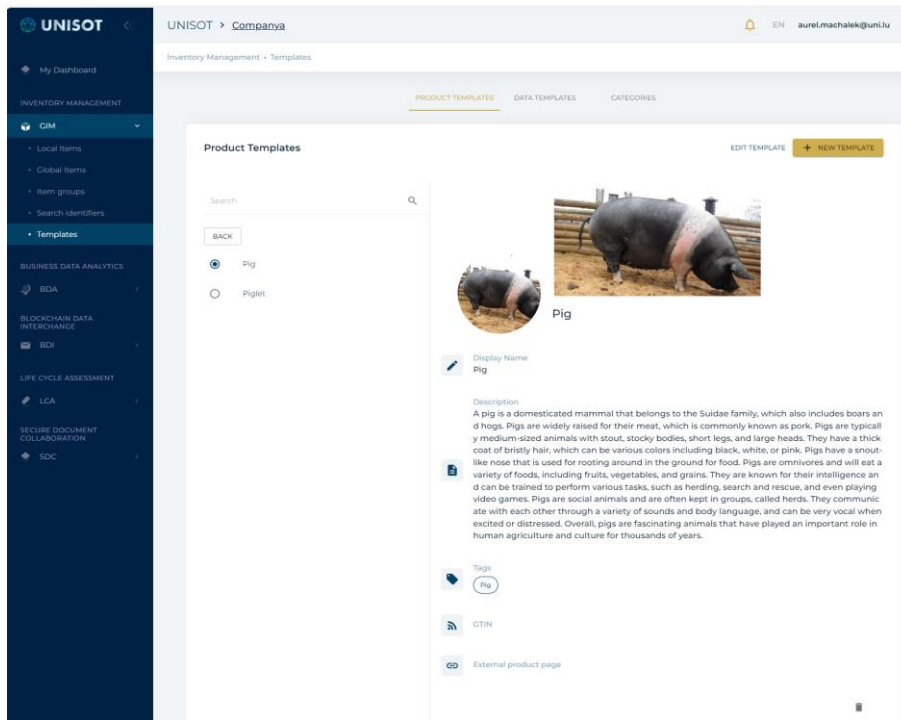 UNISOT
UNISOT > Companya
EN
aurel.machalek@uni.lu
Inventory Management • Templates
My Dashboard
INVENTORY MANAGEMENT
GIM
Local Items
Global Items
Item groups
Search identifiers
Templates
BUSINESS DATA ANALYTICS
BDA
BLOCKCHAIN DATA
INTERCHANGE
BDI
LIFE CYCLE ASSESSMENT
LCA
SECURE DOCUMENT
COLLABORATION
SDC
PRODUCT TEMPLATES
DATA TEMPLATES
CATEGORIES
Product Templates
EDIT TEMPLATE
+ NEW TEMPLATE
Search
BACK
Pig
Piglet
Pig
Display Name
Pig
Description
A pig is a domesticated mammal that belongs to the Suidae family, which also includes boars an
d hogs. Pigs are widely raised for their meat, which is commonly known as pork. Pigs are typicall
y medium-sized animals with stout, stocky bodies, short legs, and large heads. They have a thick
coat of bristly hair, which can be various colors including black, white, or pink. Pigs have a snout-
like nose that is used for rooting around in the ground for food. Pigs are omnivores and will eat a
variety of foods, including fruits, vegetables, and grains. They are known for their intelligence an
d can be trained to perform various tasks, such as herding, search and rescue, and even playing
video games. Pigs are social animals and are often kept in groups, called herds. They communic
ate with each other through a variety of sounds and body language, and can be very vocal when
excited or distressed. Overall, pigs are fascinating animals that have played an important role in
human agriculture and culture for thousands of years.
Tags
Pig
GTIN
External product page